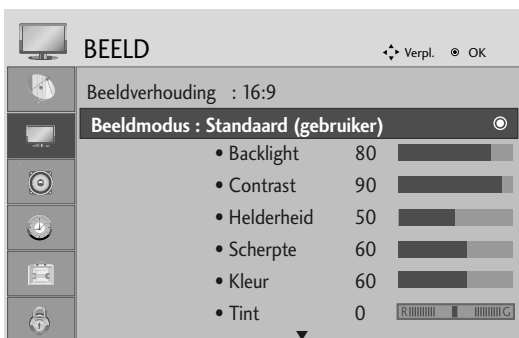 BEELD
Verpl. OK
Beeldverhouding : 16:9
Beeldmodus : Standaard (gebruiker)
• Backlight 80
• Contrast 90
• Helderheid 50
• Scherpte 60
• Kleur 60
• Tint 0 R G